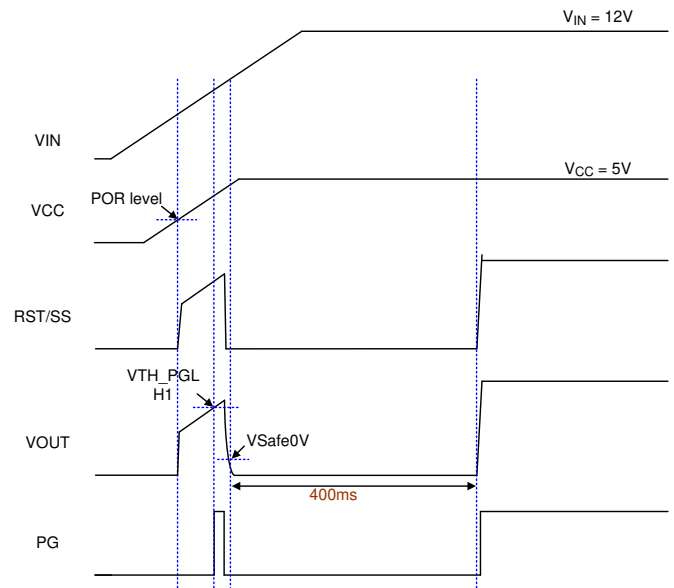 VIN = 12V
VIN
VCC = 5V
POR level
VCC
RST/SS
VTH_PGL
H1
VOUT
VSafe0V
400ms
PG